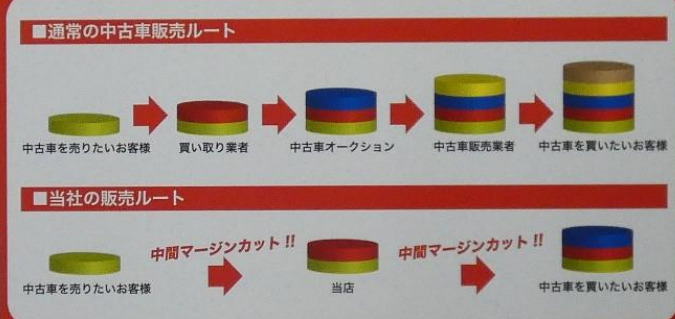 ■通常の中古車販売ルート
中古車を売りたいお客様
買い取り業者
中古車オークション
中古車販売業者
中古車を買いたいお客様
■当社の販売ルート
中古車を売りたいお客様
中間マージンカット!!
当店
中間マージンカット!!
中古車を買いたいお客様